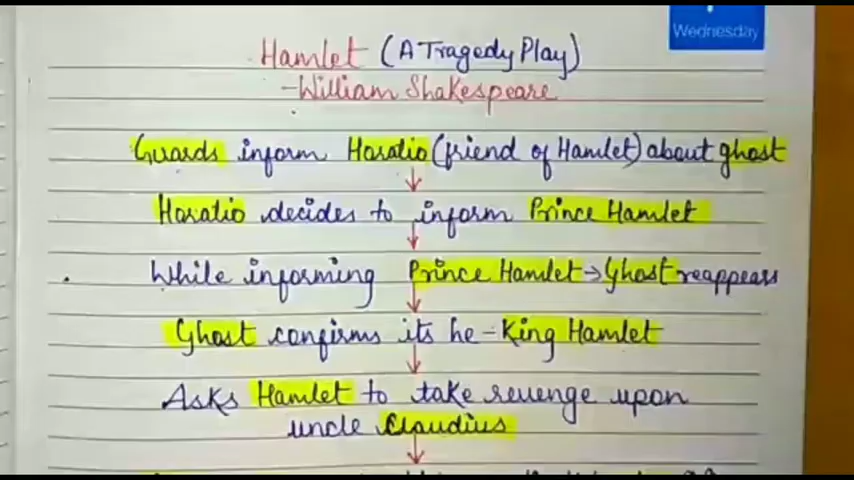 Wednesday
Hamlet (A Tragedy Play)
-William Shakespeare
Guards inform Horatio (friend of Hamlet) about ghost
Horatio decides to inform Prince Hamlet
While informing Prince Hamlet → Ghost reappears
Ghost confirms its he - King Hamlet
Asks Hamlet to take revenge upon
uncle Claudius